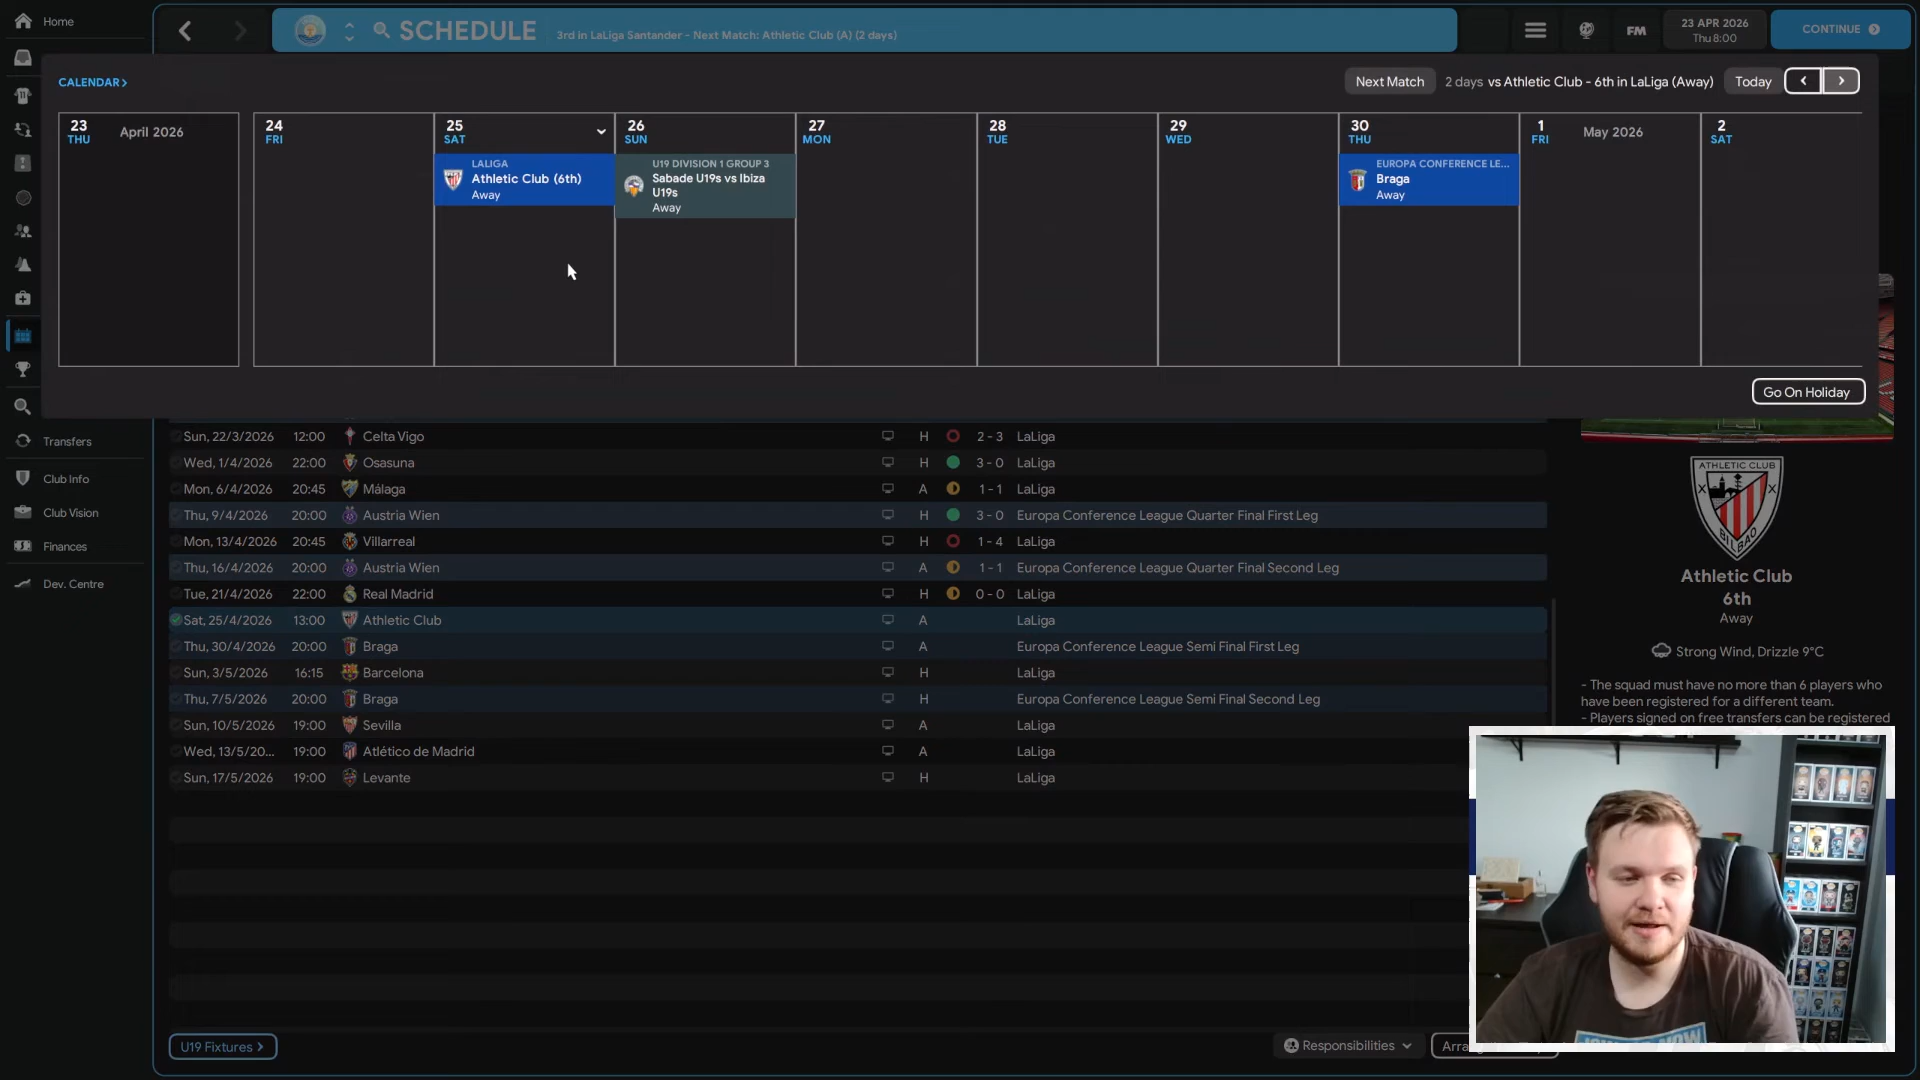 Home
SCHEDULE
3rd in LaLiga Santander - Next Match: Athletic Club (A) (2 days)
FM
23 APR 2026
Thu 8:00
CONTINUE
CALENDAR>
Next Match
2 days vs Athletic Club - 6th in LaLiga (Away)
Today
23
THU
April 2026
24
FRI
25
SAT
26
SUN
27
MON
28
TUE
29
WED
30
THU
1
FRI
May 2026
2
SAT
LALIGA
Athletic Club (6th)
Away
U19 DIVISION 1 GROUP 3
Sabade U19s vs Ibiza
U19s
Away
EUROPA CONFERENCE LE...
Braga
Away
Go On Holiday
Transfers
Club Info
Club Vision
Finances
Dev. Centre
Sun, 22/3/2026 12:00 Celta Vigo H 2 - 3 LaLiga
Wed, 1/4/2026 22:00 Osasuna H 3 - 0 LaLiga
Mon, 6/4/2026 20:45 Málaga A 1 - 1 LaLiga
Thu, 9/4/2026 20:00 Austria Wien H 3 - 0 Europa Conference League Quarter Final First Leg
Mon, 13/4/2026 20:45 Villarreal H 1 - 4 LaLiga
Thu, 16/4/2026 20:00 Austria Wien A 1 - 1 Europa Conference League Quarter Final Second Leg
Tue, 21/4/2026 22:00 Real Madrid H 0 - 0 LaLiga
Sat, 25/4/2026 13:00 Athletic Club A LaLiga
Thu, 30/4/2026 20:00 Braga A Europa Conference League Semi Final First Leg
Sun, 3/5/2026 16:15 Barcelona H LaLiga
Thu, 7/5/2026 20:00 Braga H Europa Conference League Semi Final Second Leg
Sun, 10/5/2026 19:00 Sevilla A LaLiga
Wed, 13/5/20... 19:00 Atlético de Madrid A LaLiga
Sun, 17/5/2026 19:00 Levante H LaLiga
ATHLETIC CLUB
BILBAO
Athletic Club
6th
Away
Strong Wind, Drizzle 9°C
- The squad must have no more than 6 players who
have been registered for a different team.
- Players signed on free transfers can be registered
U19 Fixtures >
Responsibilities